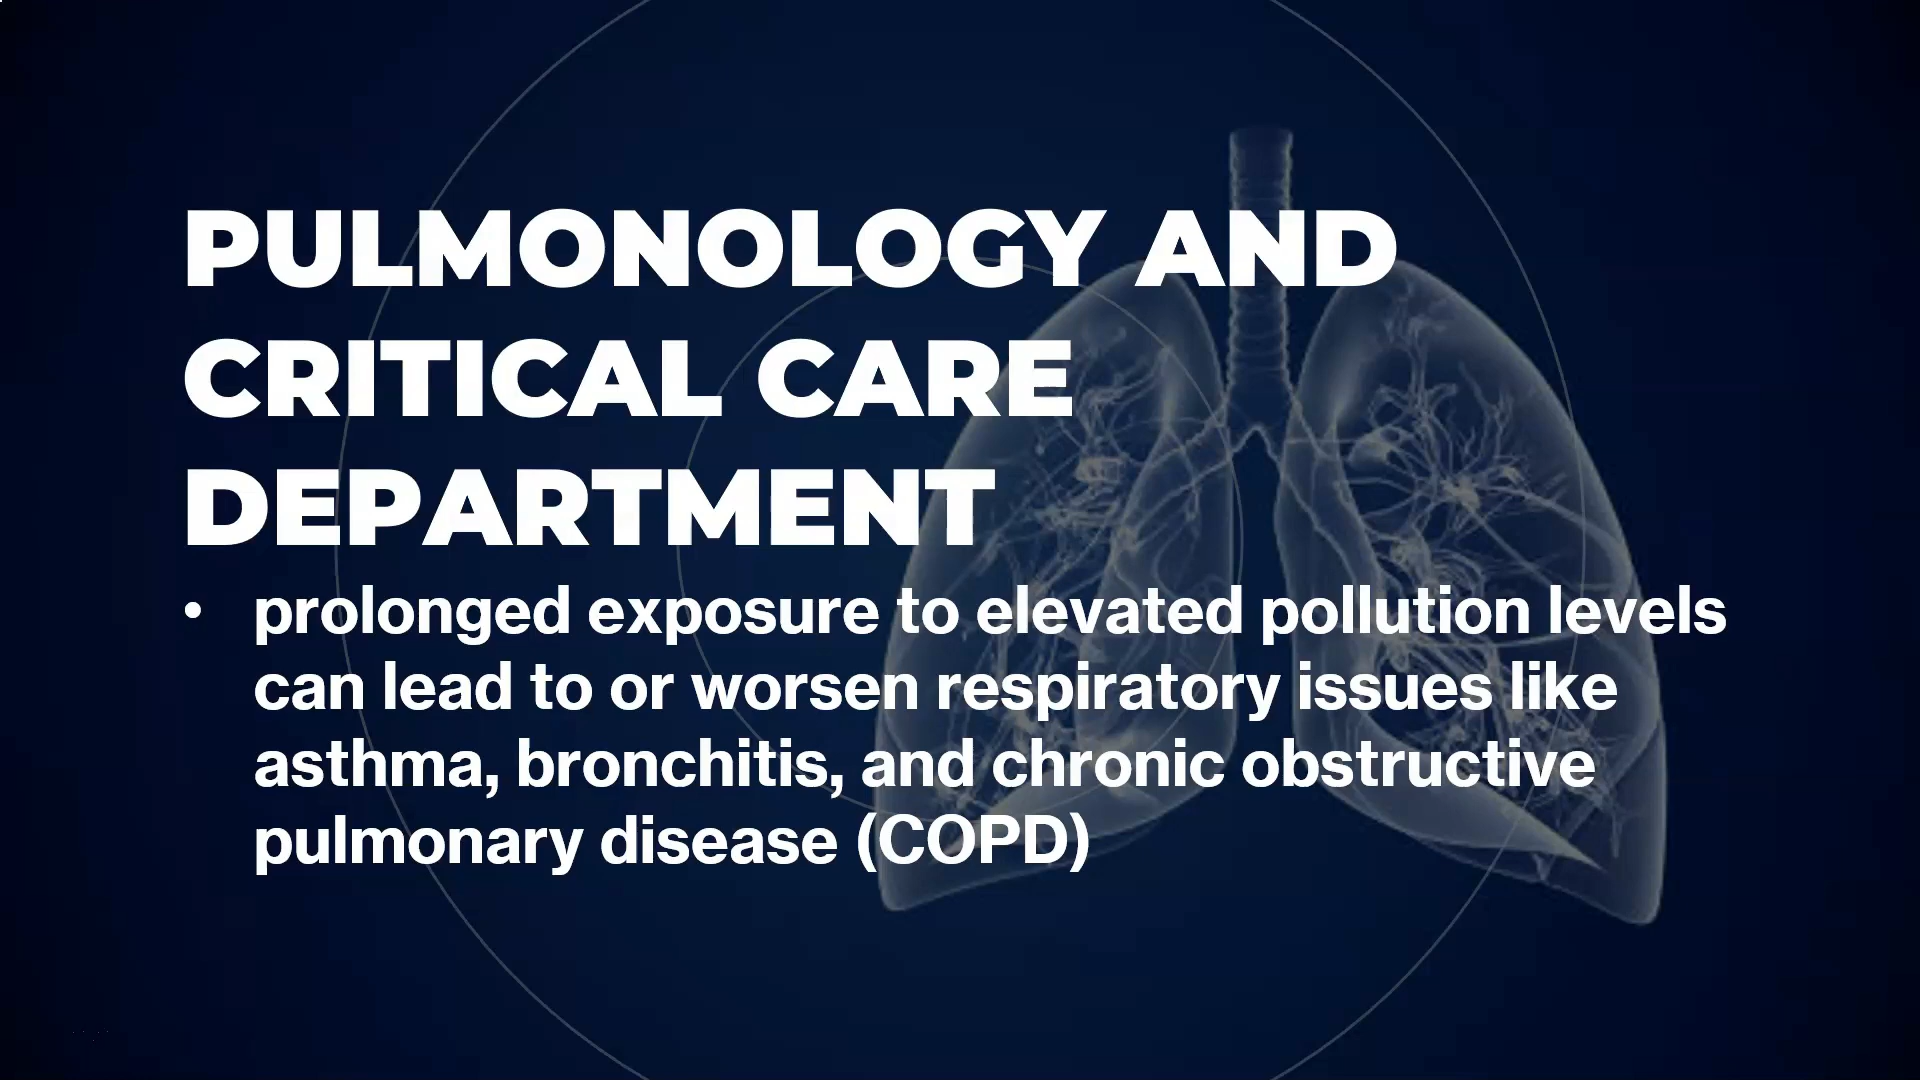 PULMONOLOGY AND
CRITICAL CARE
DEPARTMENT
• prolonged exposure to elevated pollution levels
can lead to or worsen respiratory issues like
asthma, bronchitis, and chronic obstructive
pulmonary disease (COPD)